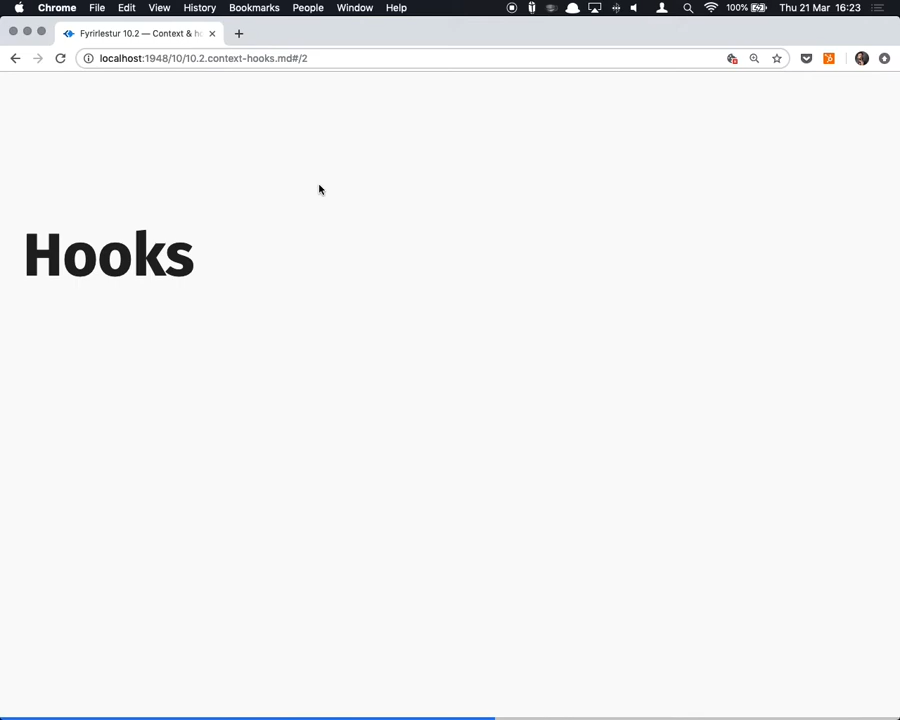 Chrome File Edit View History Bookmarks People Window Help 100% Thu 21 Mar 16:23
Fyrirlestur 10.2 — Context & ho
localhost:1948/10/10.2.context-hooks.md#/2
Hooks